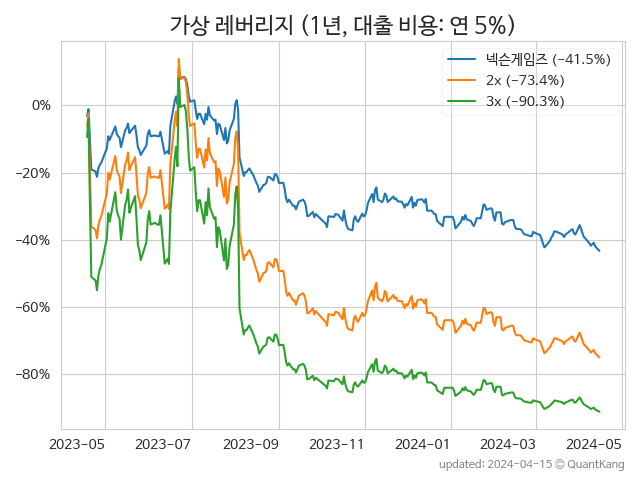 가상 레버리지 (1년, 대출 비용: 연 5%)
넥슨게임즈 (−41.5%)
2x (−73.4%)
3x (−90.3%)
0%
−20%
−40%
−60%
−80%
2023-05 2023-07 2023-09 2023-11 2024-01 2024-03 2024-05
updated: 2024-04-15 © QuantKang